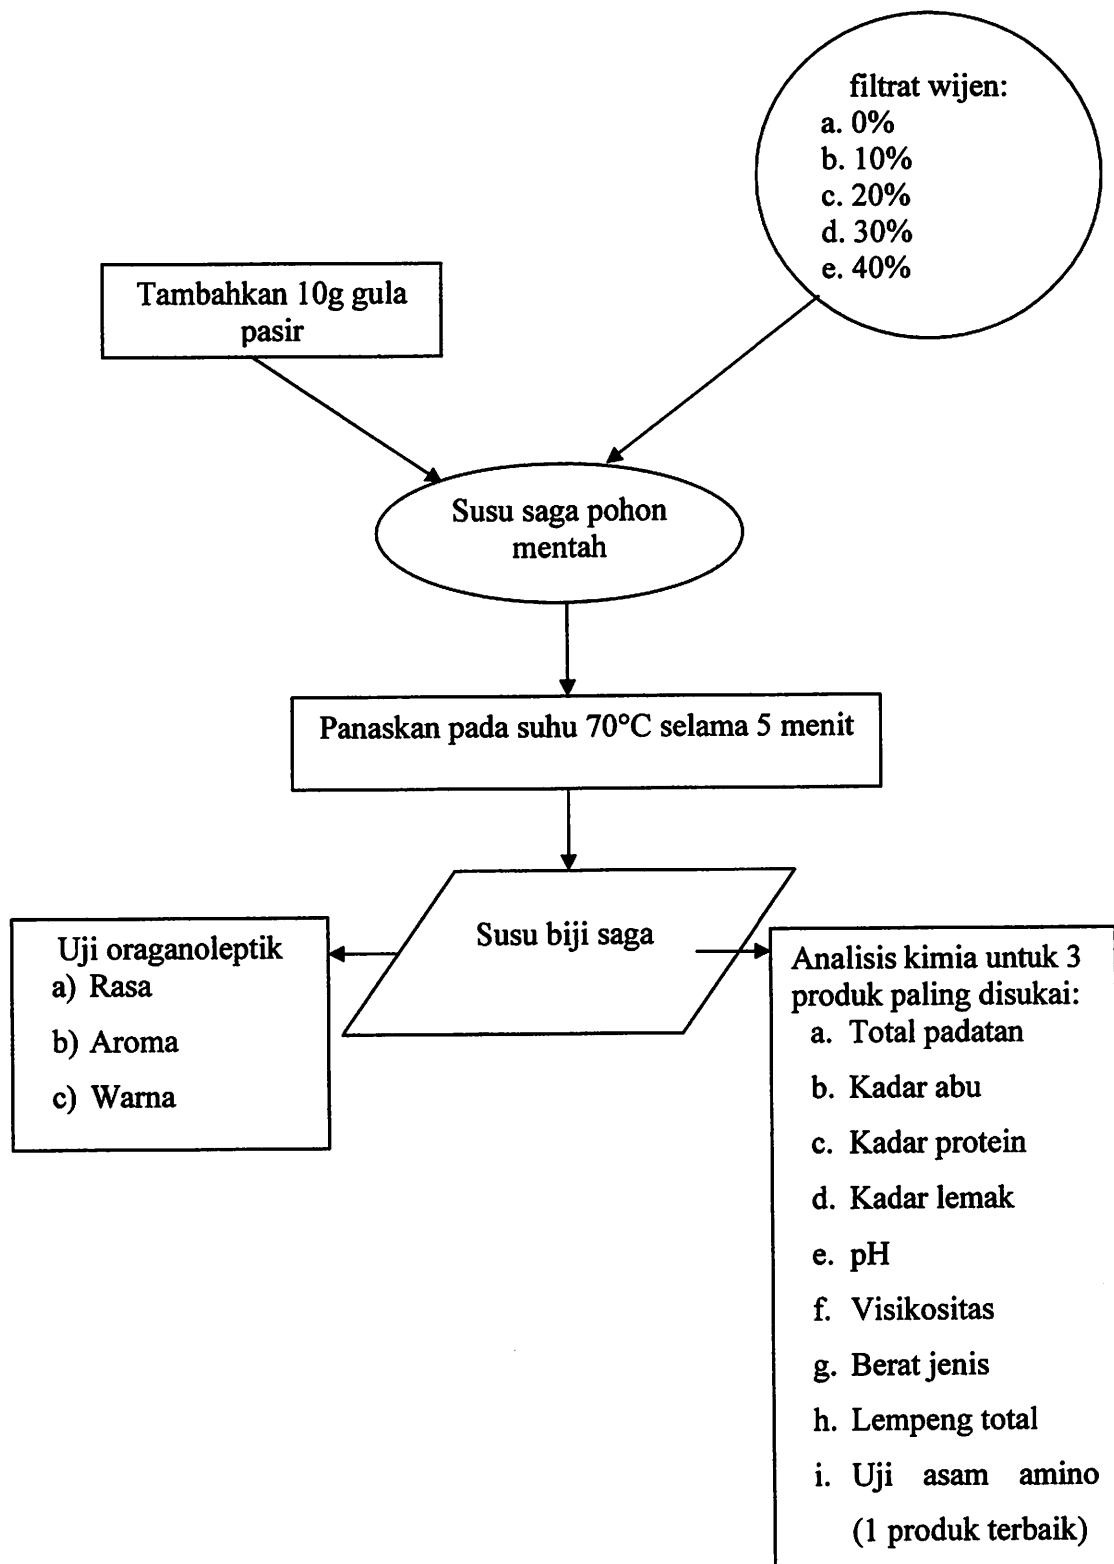 filtrat wijen:
a. 0%
b. 10%
c. 20%
d. 30%
e. 40%
Tambahkan 10g gula
pasir
Susu saga pohon
mentah
Panaskan pada suhu 70°C selama 5 menit
Susu biji saga
Uji oraganoleptik
a) Rasa
b) Aroma
c) Warna
Analisis kimia untuk 3
produk paling disukai:
a. Total padatan
b. Kadar abu
c. Kadar protein
d. Kadar lemak
e. pH
f. Visikositas
g. Berat jenis
h. Lempeng total
i. Uji asam amino
(1 produk terbaik)